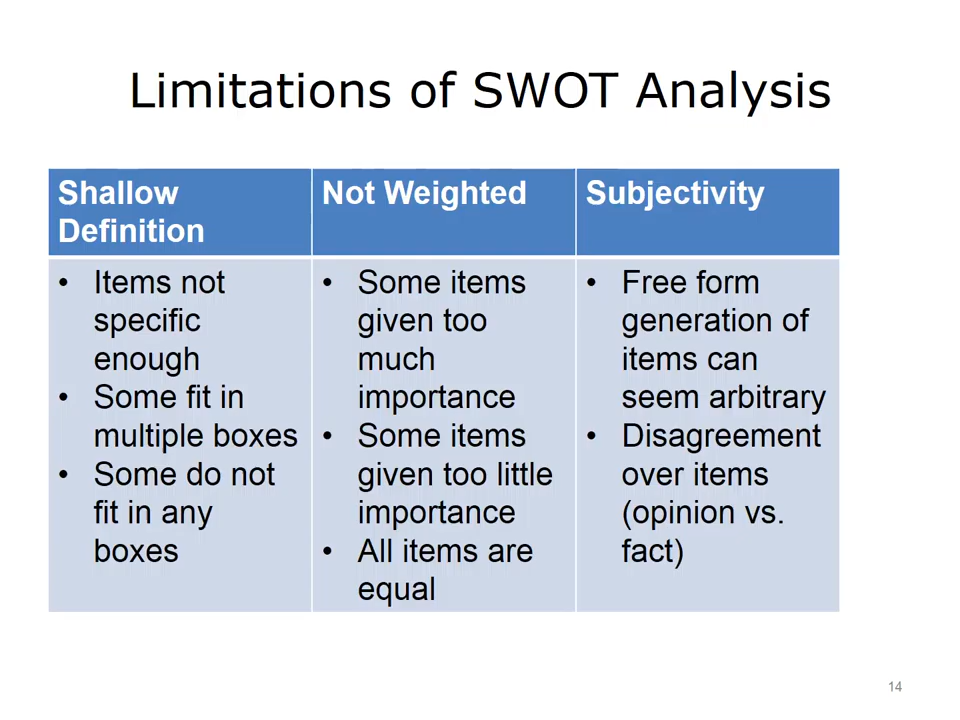 Limitations of SWOT Analysis
Shallow
Definition
Not Weighted
Subjectivity
• Items not
specific
enough
• Some fit in
multiple boxes
• Some do not
fit in any
boxes
• Some items
given too
much
importance
• Some items
given too little
importance
• All items are
equal
• Free form
generation of
items can
seem arbitrary
• Disagreement
over items
(opinion vs.
fact)
14